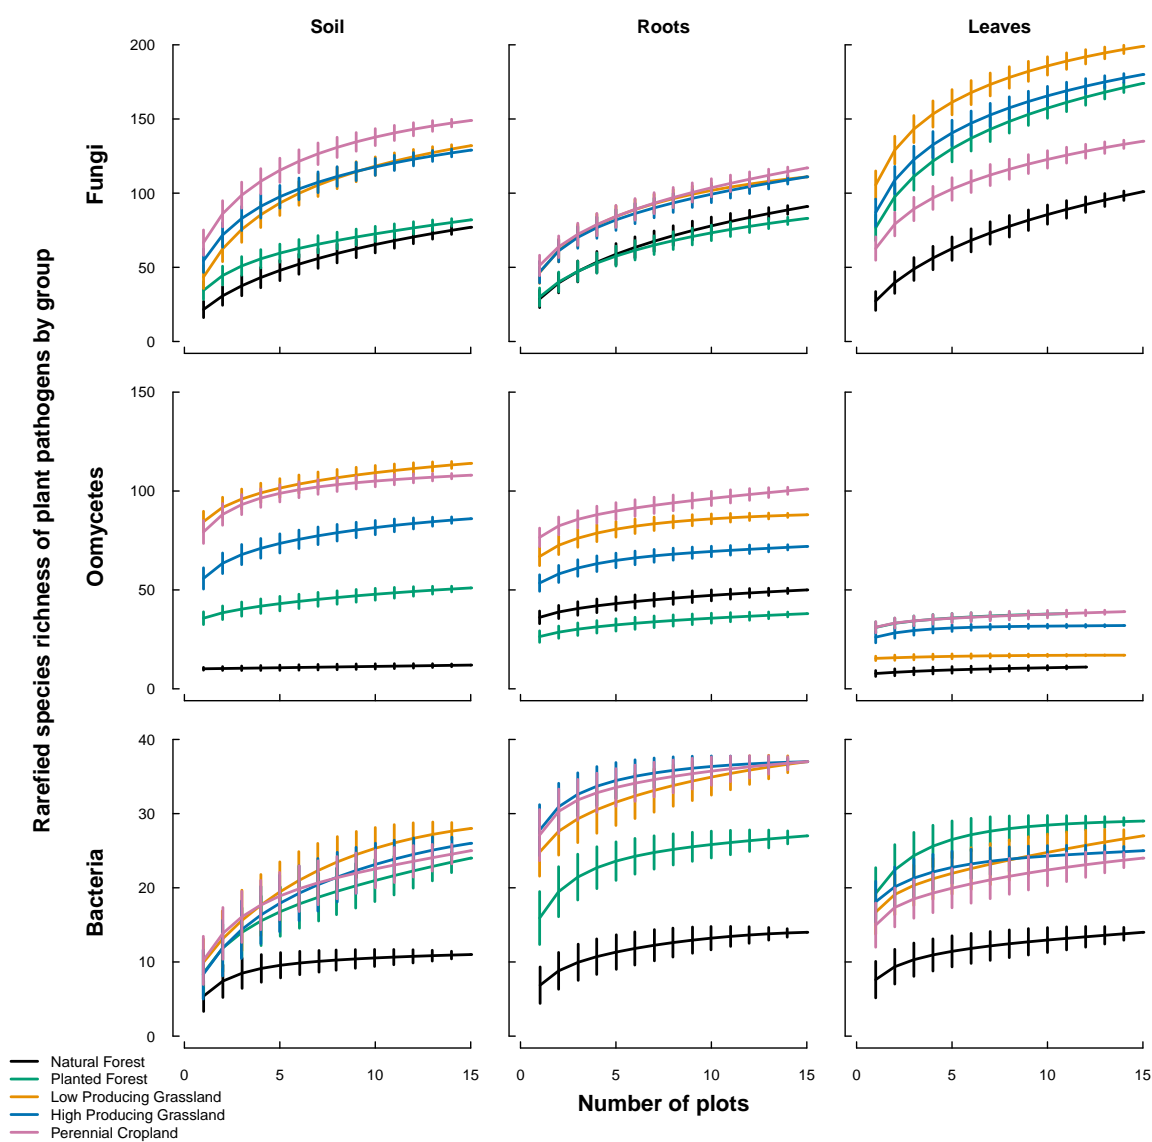 Soil Roots Leaves
Rarefied species richness of plant pathogens by group
Fungi
200
150
100
50
0
Oomycetes
150
100
50
0
Bacteria
40
30
20
10
0
0 5 10 15 0 5 10 15 0 5 10 15
Number of plots
Natural Forest
Planted Forest
Low Producing Grassland
High Producing Grassland
Perennial Cropland